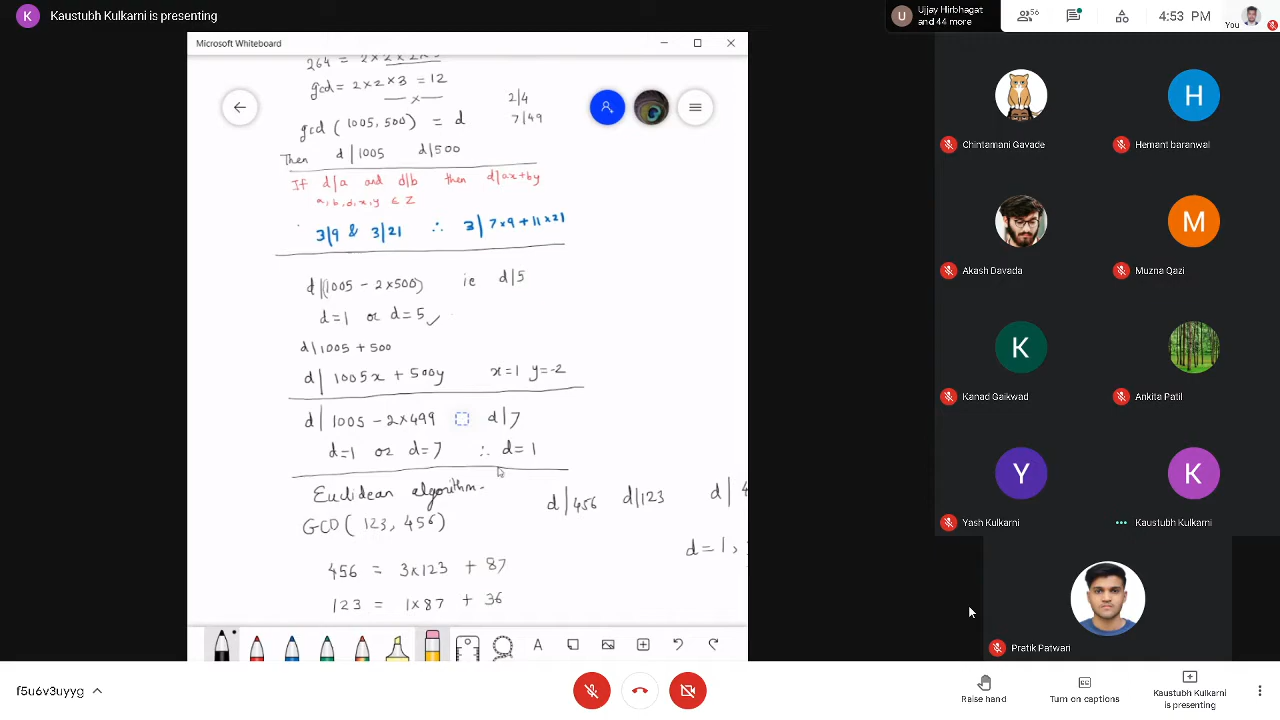 K Kaustubh Kulkarni is presenting
U Ujjay Hirbhagat
and 44 more
56
4:53 PM
You
Microsoft Whiteboard
264 = 2×2×2×
gcd = 2×2×3 = 12
x
2|4
gcd (1005, 500) = d
7|49
Then d|1005 d|500
If d|a and d|b then d|ax+by
a,b,d,x,y ∈ Z
3|9 & 3|21 ∴ 3|7×9+11×21
d|(1005 - 2×500) ie d|5
d=1 or d=5 ✓
d|1005+500
d|1005x + 500y x=1 y=-2
d|1005 - 2×499 d|7
d=1 or d=7 ∴ d=1
Euclidean algorithm-
GCD( 123, 456)
d|456 d|123 d|4
d=1,
456 = 3×123 + 87
123 = 1×87 + 36
A
Chintamani Gavade
H
Hemant baranwal
Akash Davada
M
Muzna Qazi
K
Kanad Gaikwad
Ankita Patil
Y
Yash Kulkarni
K
Kaustubh Kulkarni
Pratik Patwari
f5u6v3uyyg
Raise hand
Turn on captions
Kaustubh Kulkarni
is presenting